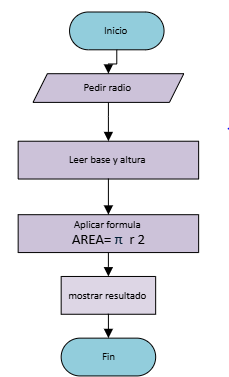 Inicio
Pedir radio
Leer base y altura
Aplicar formula
AREA= π r 2
mostrar resultado
Fin